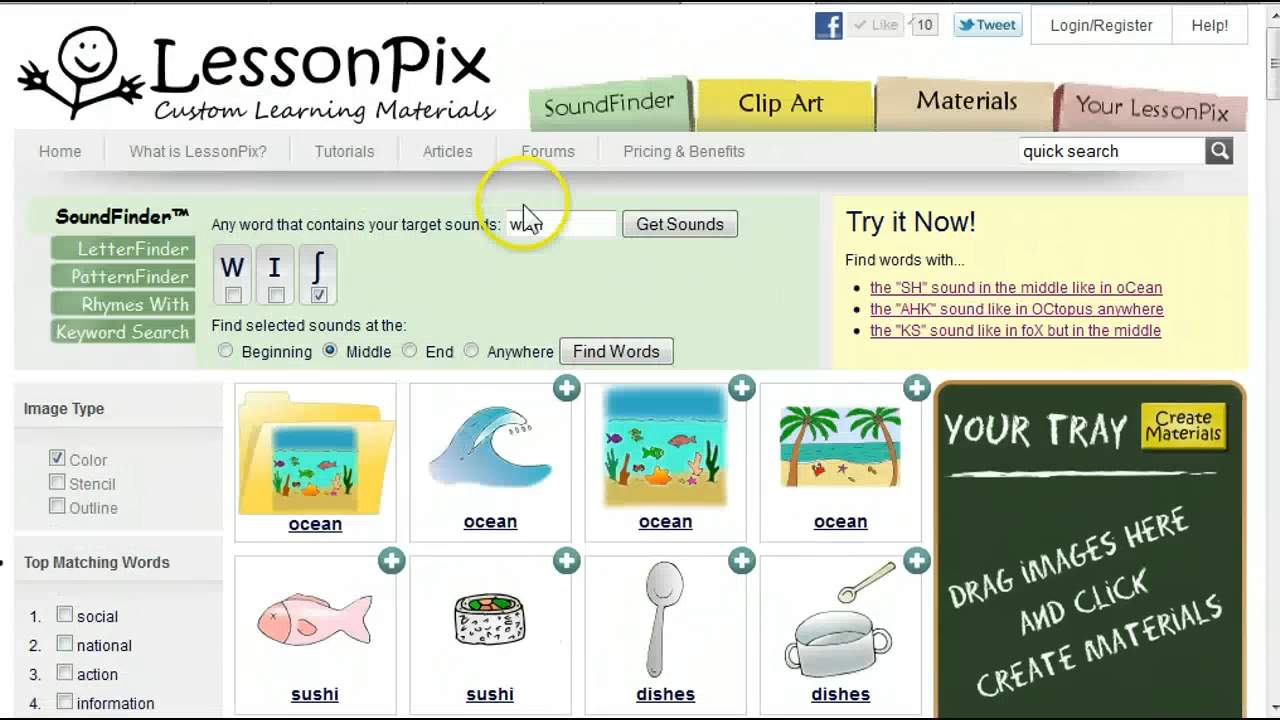 LessonPix
Custom Learning Materials
Like
10
Tweet
Login/Register
Help!
SoundFinder
Clip Art
Materials
Your LessonPix
Home
What is LessonPix?
Tutorials
Articles
Forums
Pricing & Benefits
quick search
SoundFinder™
LetterFinder
PatternFinder
Rhymes With
Keyword Search
Any word that contains your target sounds:
Get Sounds
W I ʃ
Find selected sounds at the:
Beginning
Middle
End
Anywhere
Find Words
Try it Now!
Find words with...
the "SH" sound in the middle like in oCean
the "AHK" sound like in OCtopus anywhere
the "KS" sound like in foX but in the middle
Image Type
Color
Stencil
Outline
Top Matching Words
1. social
2. national
3. action
4. information
ocean
ocean
ocean
ocean
sushi
sushi
dishes
dishes
YOUR TRAY
Create
Materials
DRAG IMAGES HERE
AND CLICK
CREATE MATERIALS